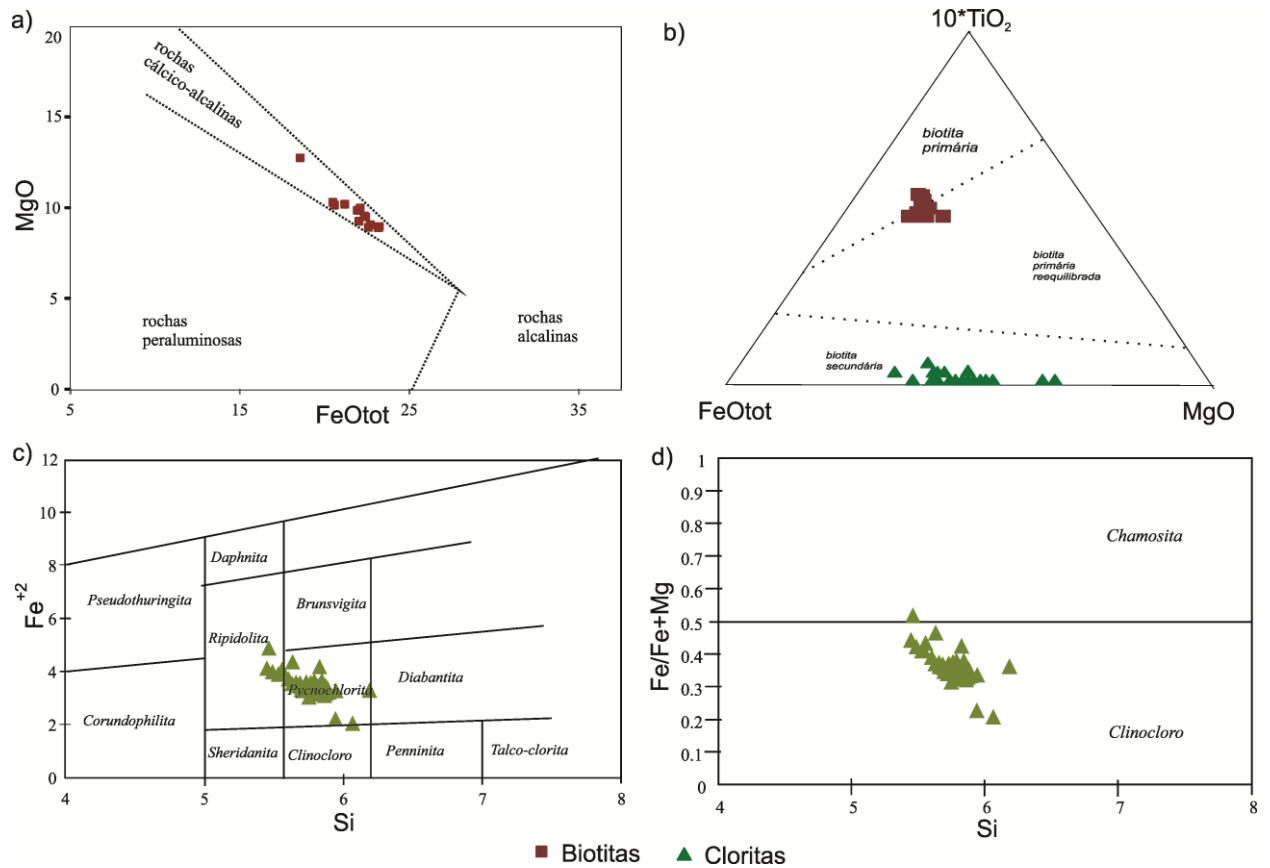 a)
20
15
10
5
0
MgO
rochas
cálcico-alcalinas
rochas
peraluminosas
rochas
alcalinas
5
15
25
35
FeOtot
b)
10*TiO₂
biotita
primária
biotita
primária
reequilibrada
biotita
secundária
FeOtot
MgO
c)
12
10
8
6
4
2
0
Fe⁺²
Daphnita
Pseudothuringita
Brunsvigita
Ripidolita
Pycnochlorita
Diabantita
Corundophilita
Sheridanita
Clinocloro
Penninita
Talco-clorita
4
5
6
7
8
Si
d)
1
0.9
0.8
0.7
0.6
0.5
0.4
0.3
0.2
0.1
0
Fe/Fe+Mg
Chamosita
Clinocloro
4
5
6
7
8
Si
Biotitas
Cloritas